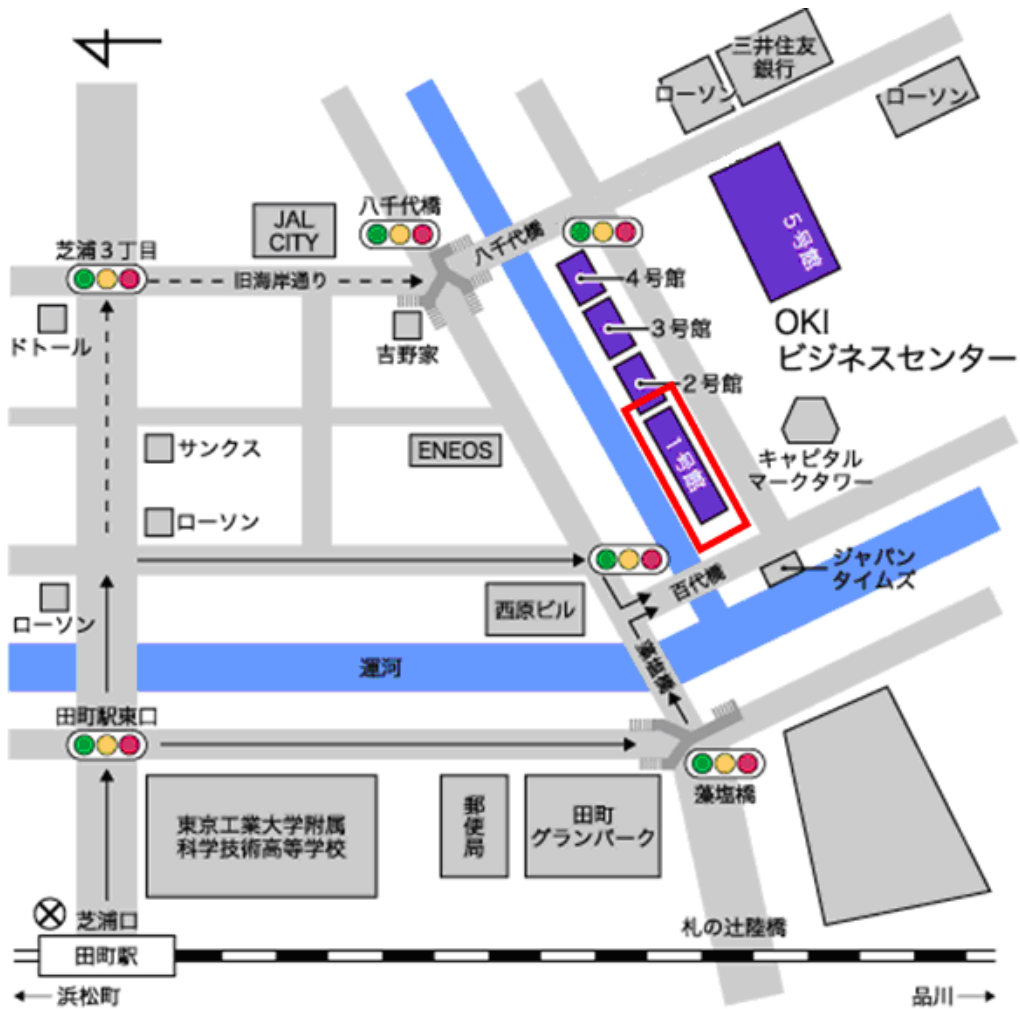 三井住友
銀行
ローソン
ローソン
5号館
八千代橋
JAL
CITY
八千代橋
芝浦3丁目
旧海岸通り
4号館
3号館
2号館
1号館
OKI
ビジネスセンター
ドトール
吉野家
キャピタル
マークタワー
サンクス
ENEOS
ローソン
ジャパン
タイムズ
百代橋
ローソン
西原ビル
運河
藻塩橋
田町駅東口
藻塩橋
東京工業大学附属
科学技術高等学校
郵便局
田町
グランパーク
芝浦口
札の辻陸橋
田町駅
←浜松町
品川→